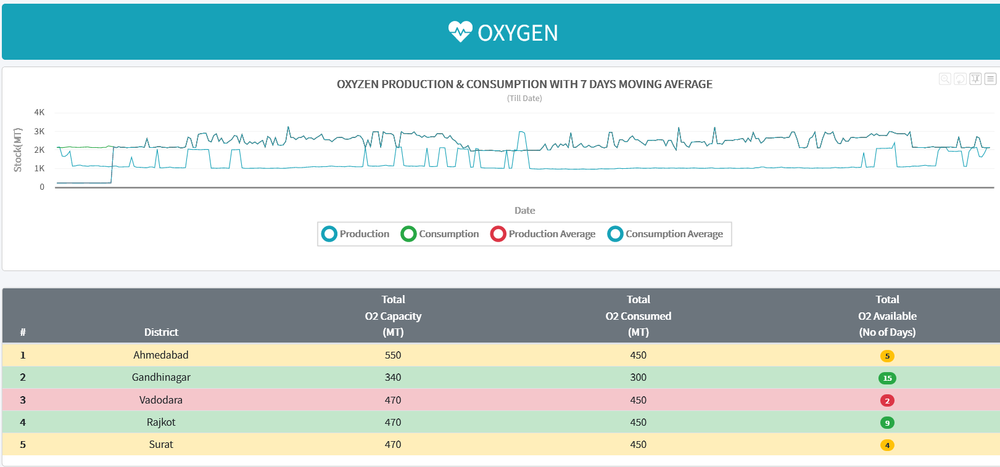 OXYGEN
OXYZEN PRODUCTION & CONSUMPTION WITH 7 DAYS MOVING AVERAGE
(Till Date)
Stock(MT)
4K
3K
2K
1K
0
Date
Production Consumption Production Average Consumption Average
# District Total O2 Capacity (MT) Total O2 Consumed (MT) Total O2 Available (No of Days)
1 Ahmedabad 550 450 5
2 Gandhinagar 340 300 15
3 Vadodara 470 450 2
4 Rajkot 470 450 9
5 Surat 470 450 4